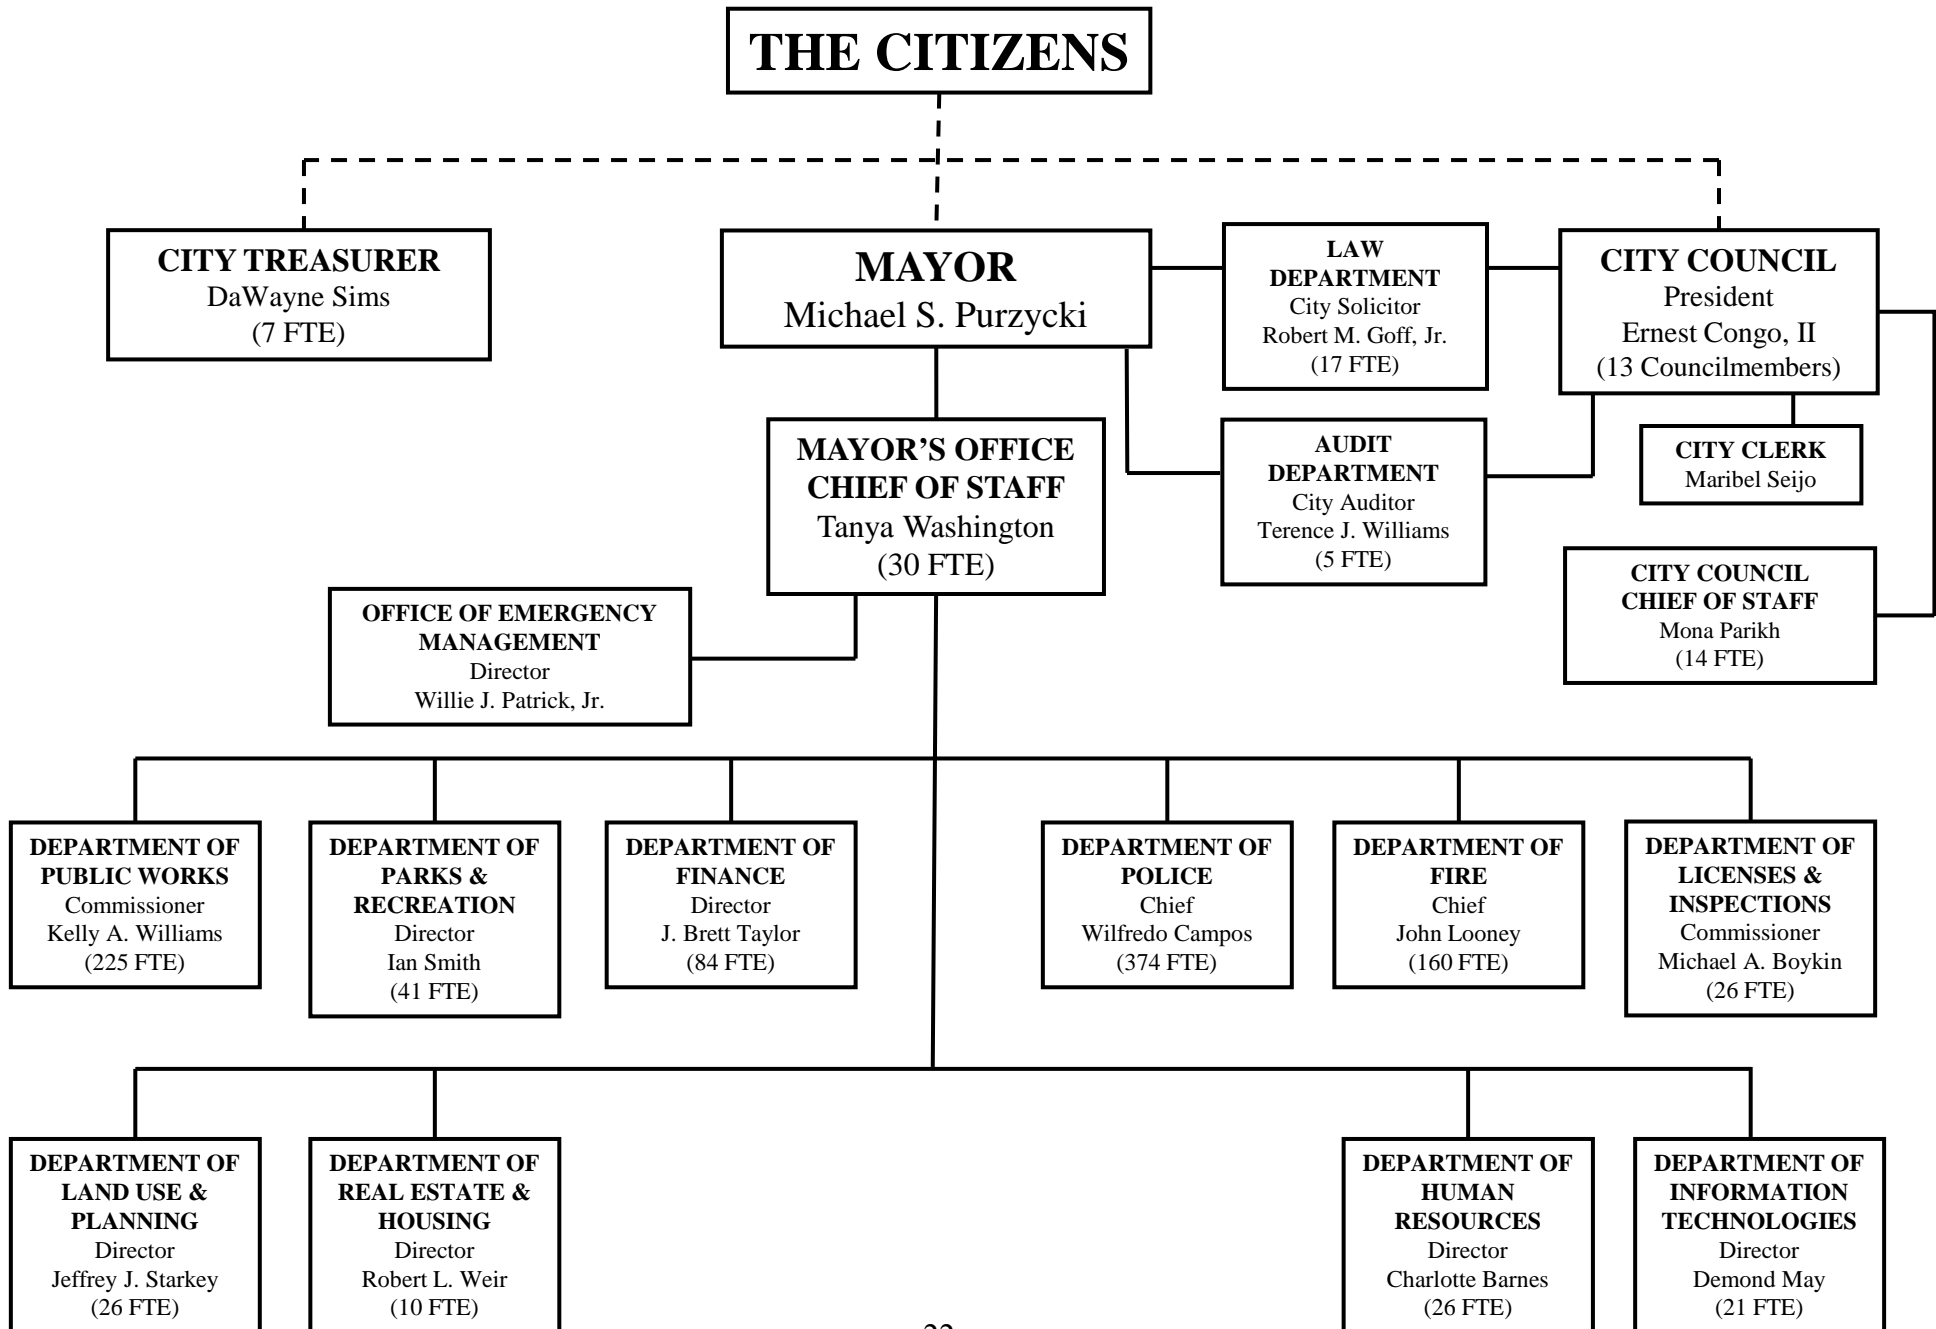 THE CITIZENS
CITY TREASURER
DaWayne Sims
(7 FTE)
MAYOR
Michael S. Purzycki
LAW
DEPARTMENT
City Solicitor
Robert M. Goff, Jr.
(17 FTE)
CITY COUNCIL
President
Ernest Congo, II
(13 Councilmembers)
MAYOR’S OFFICE
CHIEF OF STAFF
Tanya Washington
(30 FTE)
AUDIT
DEPARTMENT
City Auditor
Terence J. Williams
(5 FTE)
CITY CLERK
Maribel Seijo
CITY COUNCIL
CHIEF OF STAFF
Mona Parikh
(14 FTE)
OFFICE OF EMERGENCY
MANAGEMENT
Director
Willie J. Patrick, Jr.
DEPARTMENT OF
PUBLIC WORKS
Commissioner
Kelly A. Williams
(225 FTE)
DEPARTMENT OF
PARKS &
RECREATION
Director
Ian Smith
(41 FTE)
DEPARTMENT OF
FINANCE
Director
J. Brett Taylor
(84 FTE)
DEPARTMENT OF
POLICE
Chief
Wilfredo Campos
(374 FTE)
DEPARTMENT OF
FIRE
Chief
John Looney
(160 FTE)
DEPARTMENT OF
LICENSES &
INSPECTIONS
Commissioner
Michael A. Boykin
(26 FTE)
DEPARTMENT OF
LAND USE &
PLANNING
Director
Jeffrey J. Starkey
(26 FTE)
DEPARTMENT OF
REAL ESTATE &
HOUSING
Director
Robert L. Weir
(10 FTE)
DEPARTMENT OF
HUMAN
RESOURCES
Director
Charlotte Barnes
(26 FTE)
DEPARTMENT OF
INFORMATION
TECHNOLOGIES
Director
Demond May
(21 FTE)